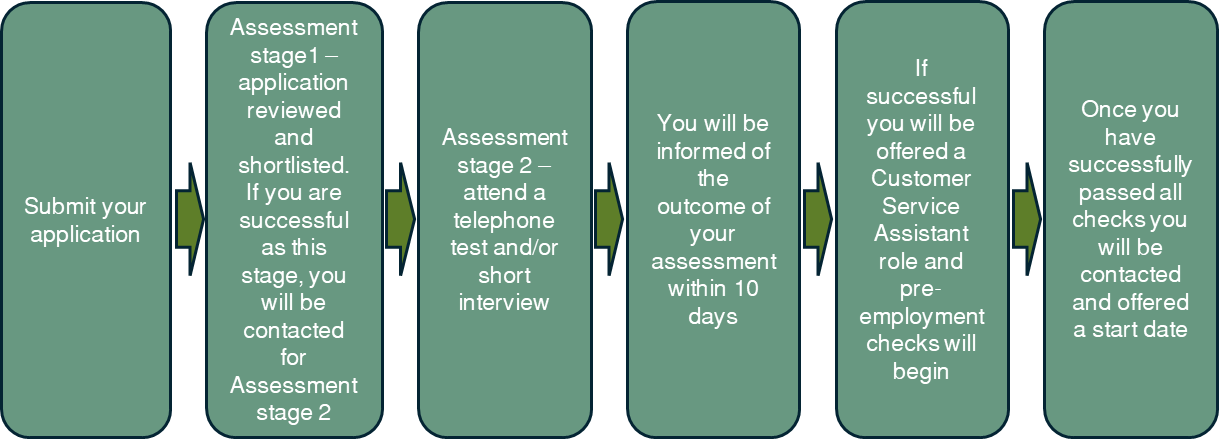 Submit your
application
Assessment
stage1 –
application
reviewed
and
shortlisted.
If you are
successful
as this
stage, you
will be
contacted
for
Assessment
stage 2
Assessment
stage 2 –
attend a
telephone
test and/or
short
interview
You will be
informed of
the
outcome of
your
assessment
within 10
days
If
successful
you will be
offered a
Customer
Service
Assistant
role and
pre-
employment
checks will
begin
Once you
have
successfully
passed all
checks you
will be
contacted
and offered
a start date